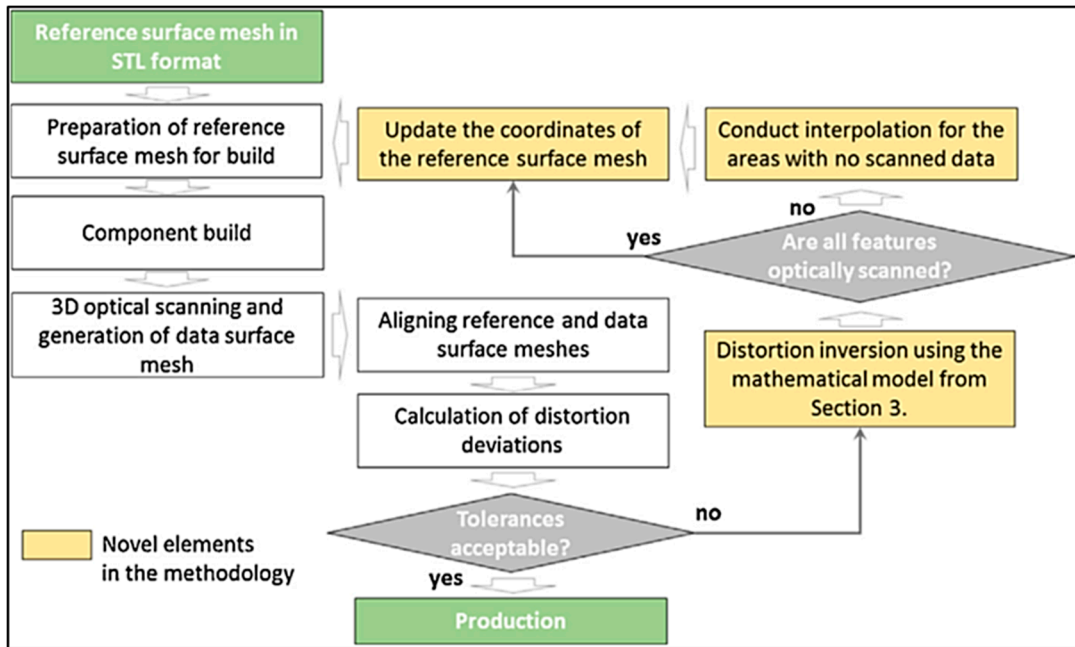 Reference surface mesh in
STL format
Preparation of reference
surface mesh for build
Component build
3D optical scanning and
generation of data surface
mesh
Aligning reference and data
surface meshes
Calculation of distortion
deviations
Tolerances
acceptable?
yes
Production
no
Distortion inversion using the
mathematical model from
Section 3.
Are all features
optically scanned?
no
Conduct interpolation for the
areas with no scanned data
yes
Update the coordinates of
the reference surface mesh
Novel elements
in the methodology